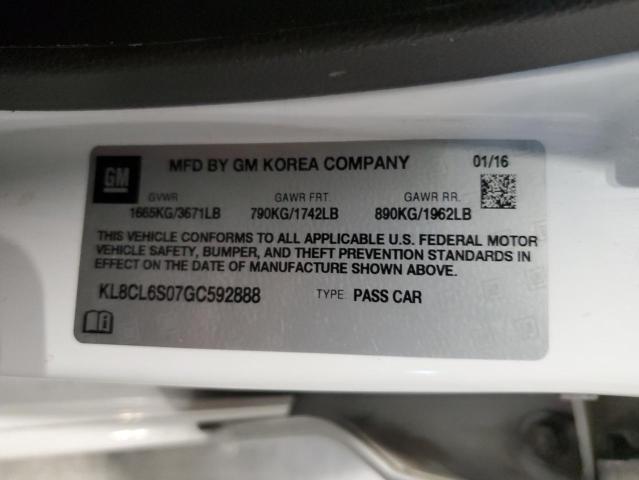 GM
MFD BY GM KOREA COMPANY 01/16
GVWR GAWR FRT. GAWR RR.
1665KG/3671LB 790KG/1742LB 890KG/1962LB
THIS VEHICLE CONFORMS TO ALL APPLICABLE U.S. FEDERAL MOTOR
VEHICLE SAFETY, BUMPER, AND THEFT PREVENTION STANDARDS IN
EFFECT ON THE DATE OF MANUFACTURE SHOWN ABOVE.
KL8CL6S07GC592888 TYPE: PASS CAR